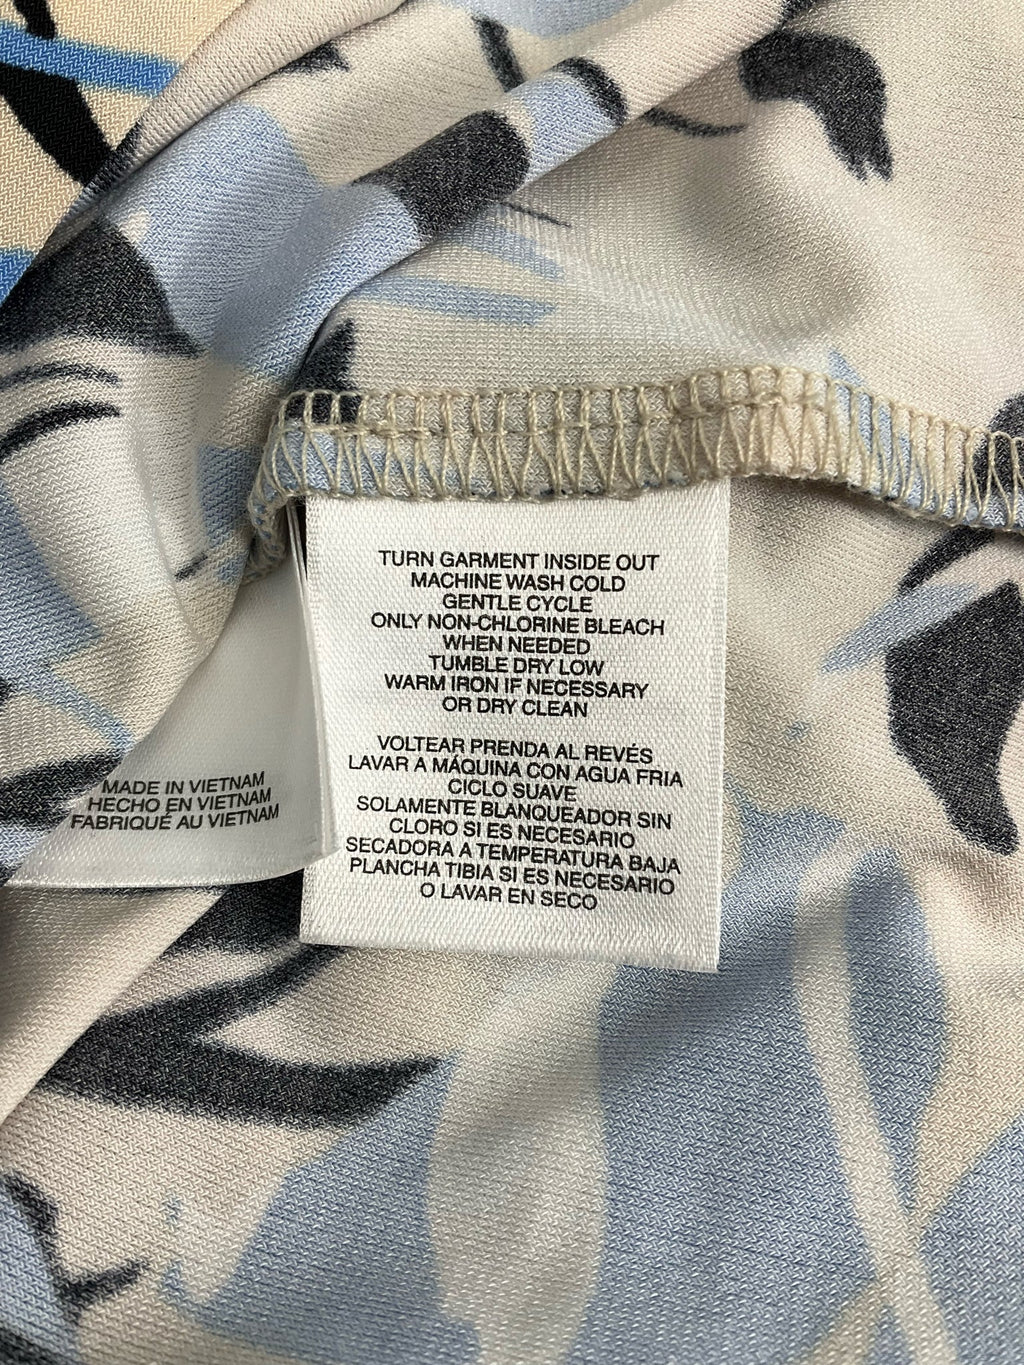 TURN GARMENT INSIDE OUT
MACHINE WASH COLD
GENTLE CYCLE
ONLY NON-CHLORINE BLEACH
WHEN NEEDED
TUMBLE DRY LOW
WARM IRON IF NECESSARY
OR DRY CLEAN
VOLTEAR PRENDA AL REVÉS
LAVAR A MÁQUINA CON AGUA FRIA
CICLO SUAVE
SOLAMENTE BLANQUEADOR SIN
CLORO SI ES NECESARIO
SECADORA A TEMPERATURA BAJA
PLANCHA TIBIA SI ES NECESARIO
O LAVAR EN SECO
MADE IN VIETNAM
HECHO EN VIETNAM
FABRIQUÉ AU VIETNAM